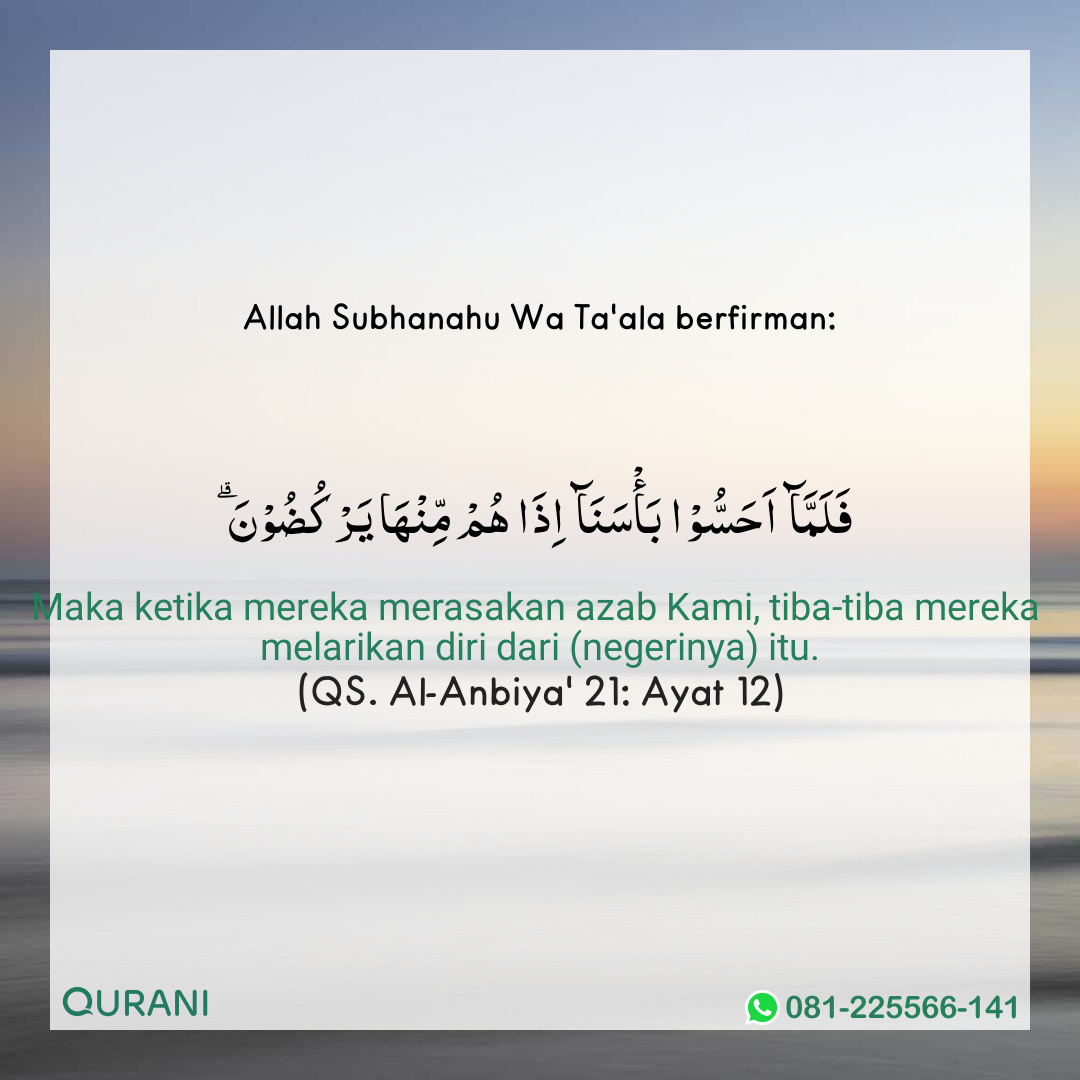 Allah Subhanahu Wa Ta'ala berfirman:
فَلَمَّاۤ اَحَسُّوْا بَأْسَنَاۤ اِذَا هُمْ مِّنْهَا يَرْكُضُوْنَ ۗ
Maka ketika mereka merasakan azab Kami, tiba-tiba mereka
melarikan diri dari (negerinya) itu.
(QS. Al-Anbiya' 21: Ayat 12)
QURANI
081-225566-141